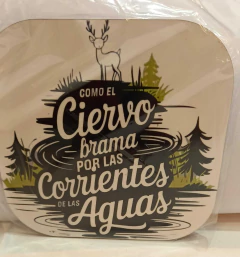 COMO EL
Ciervo
brama
POR LAS
Corrientes
DE LAS
Aguas